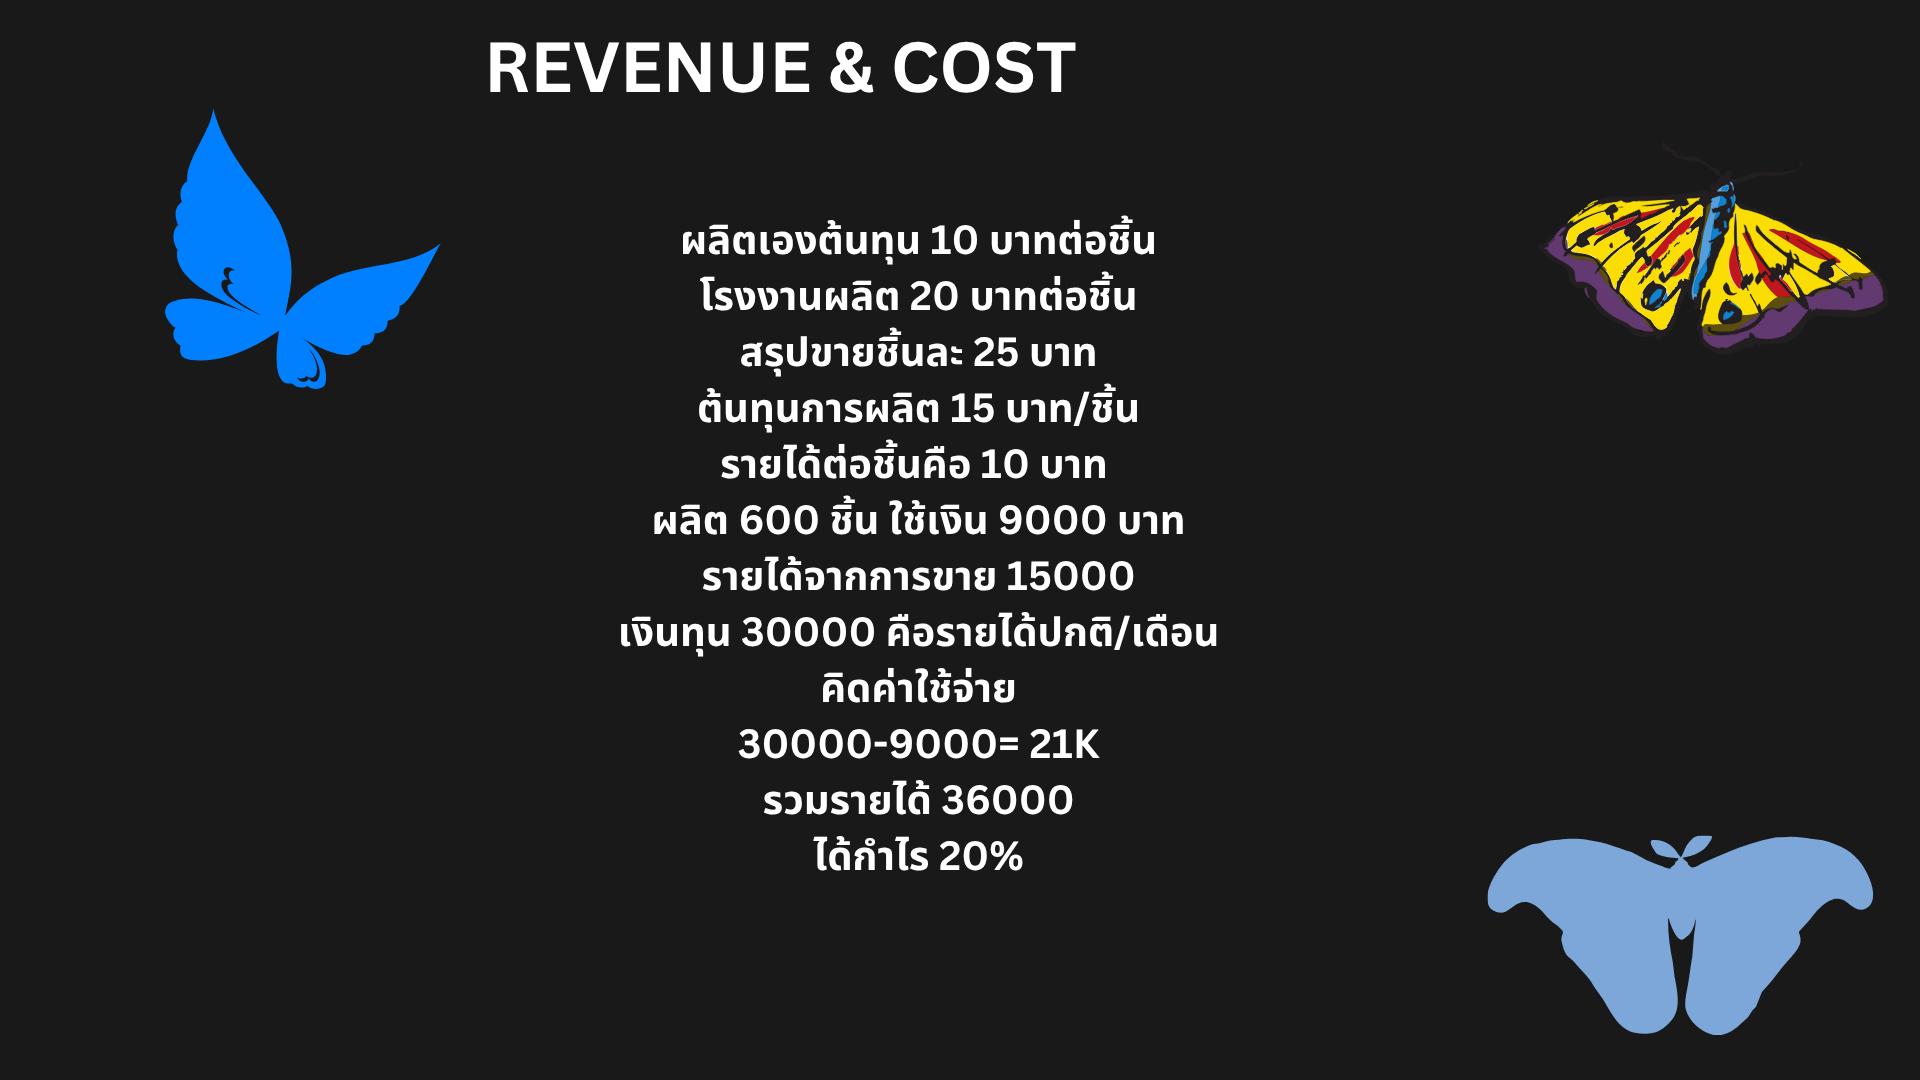 REVENUE & COST
ผลิตเองต้นทุน 10 บาทต่อชิ้น
โรงงานผลิต 20 บาทต่อชิ้น
สรุปขายชิ้นละ 25 บาท
ต้นทุนการผลิต 15 บาท/ชิ้น
รายได้ต่อชิ้นคือ 10 บาท
ผลิต 600 ชิ้น ใช้เงิน 9000 บาท
รายได้จากการขาย 15000
เงินทุน 30000 คือรายได้ปกติ/เดือน
คิดค่าใช้จ่าย
30000-9000= 21K
รวมรายได้ 36000
ได้กำไร 20%